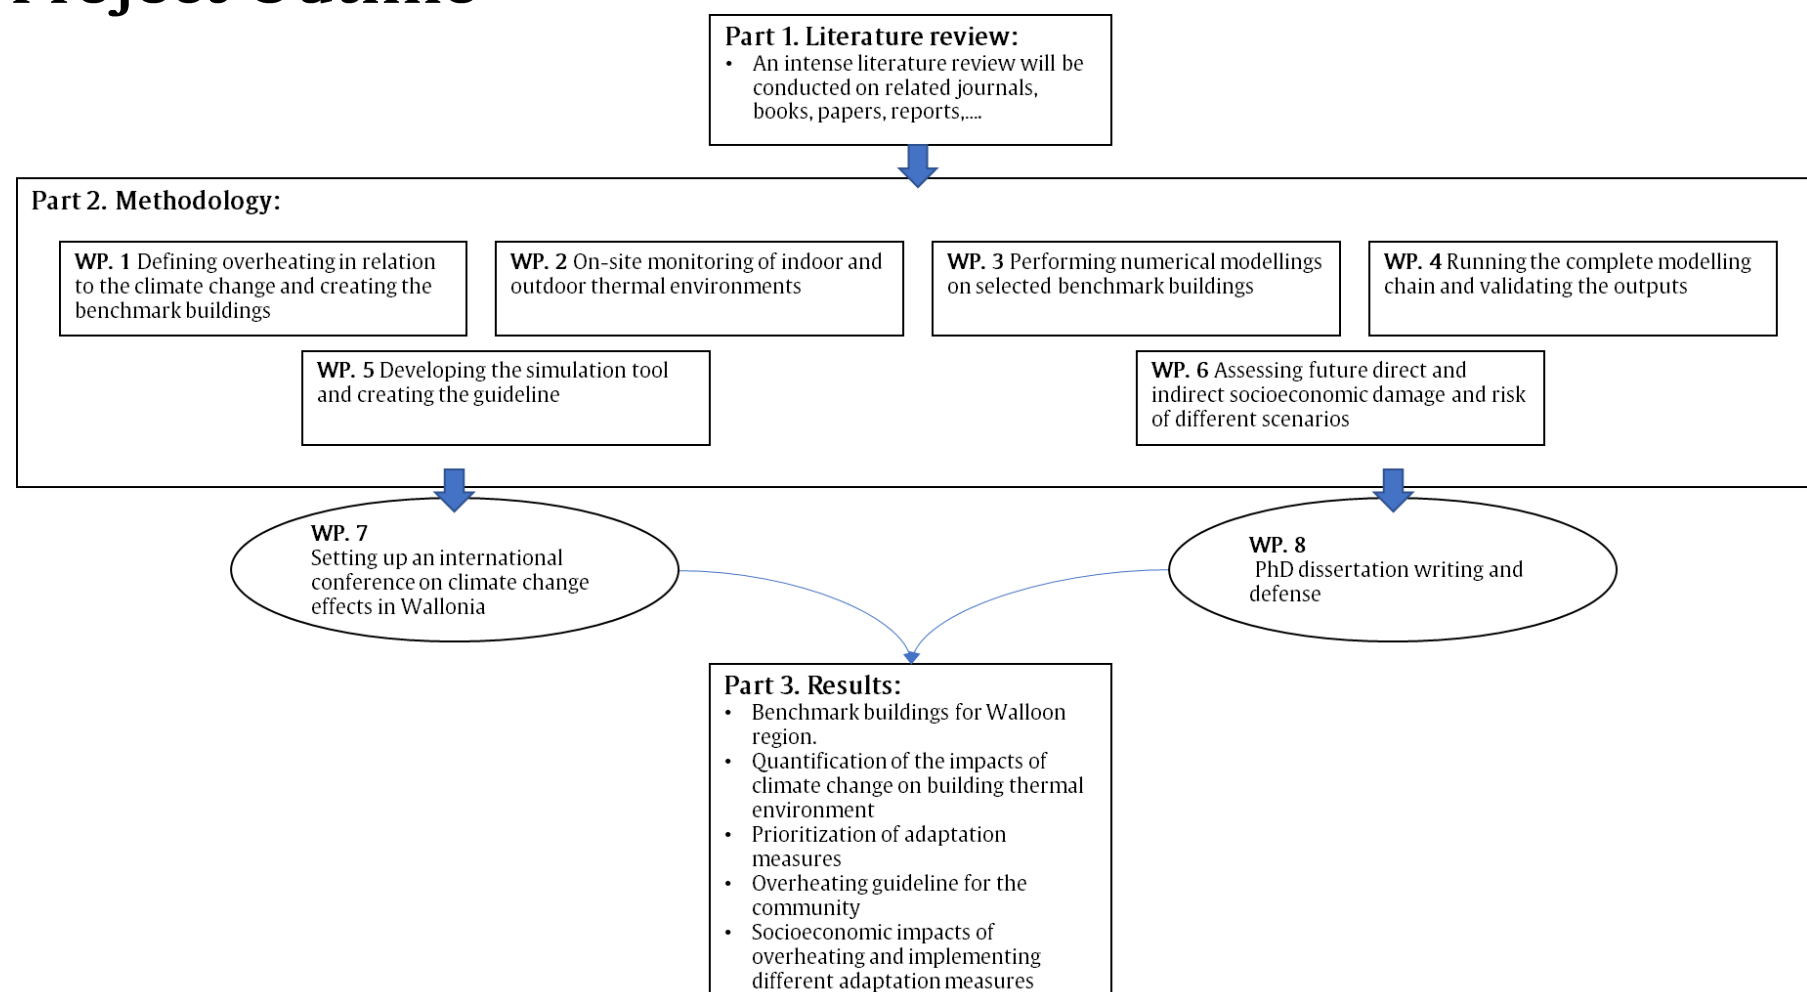 Project Outline
Part 1. Literature review:
• An intense literature review will be
conducted on related journals,
books, papers, reports,....
Part 2. Methodology:
WP. 1 Defining overheating in relation
to the climate change and creating the
benchmark buildings
WP. 2 On-site monitoring of indoor and
outdoor thermal environments
WP. 3 Performing numerical modellings
on selected benchmark buildings
WP. 4 Running the complete modelling
chain and validating the outputs
WP. 5 Developing the simulation tool
and creating the guideline
WP. 6 Assessing future direct and
indirect socioeconomic damage and risk
of different scenarios
WP. 7
Setting up an international
conference on climate change
effects in Wallonia
WP. 8
PhD dissertation writing and
defense
Part 3. Results:
• Benchmark buildings for Walloon
region.
• Quantification of the impacts of
climate change on building thermal
environment
• Prioritization of adaptation
measures
• Overheating guideline for the
community
• Socioeconomic impacts of
overheating and implementing
different adaptation measures